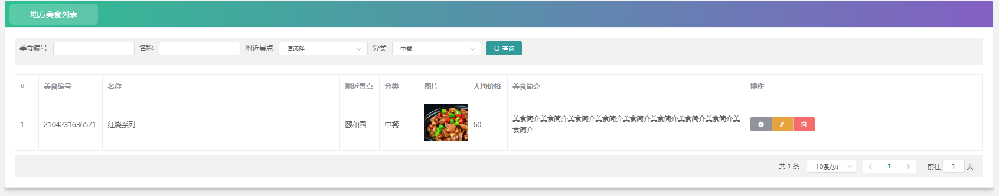 地方美食列表
美食编号 名称 附近景点 请选择 分类 中餐 查询
# 美食编号 名称 附近景点 分类 图片 人均价格 美食简介 操作
1 2104231636571 红烧系列 颐和园 中餐 60 美食简介美食简介美食简介美食简介美食简介美食简介美食简介美食简介美
食简介
共 1 条 10条/页 1 前往 1 页